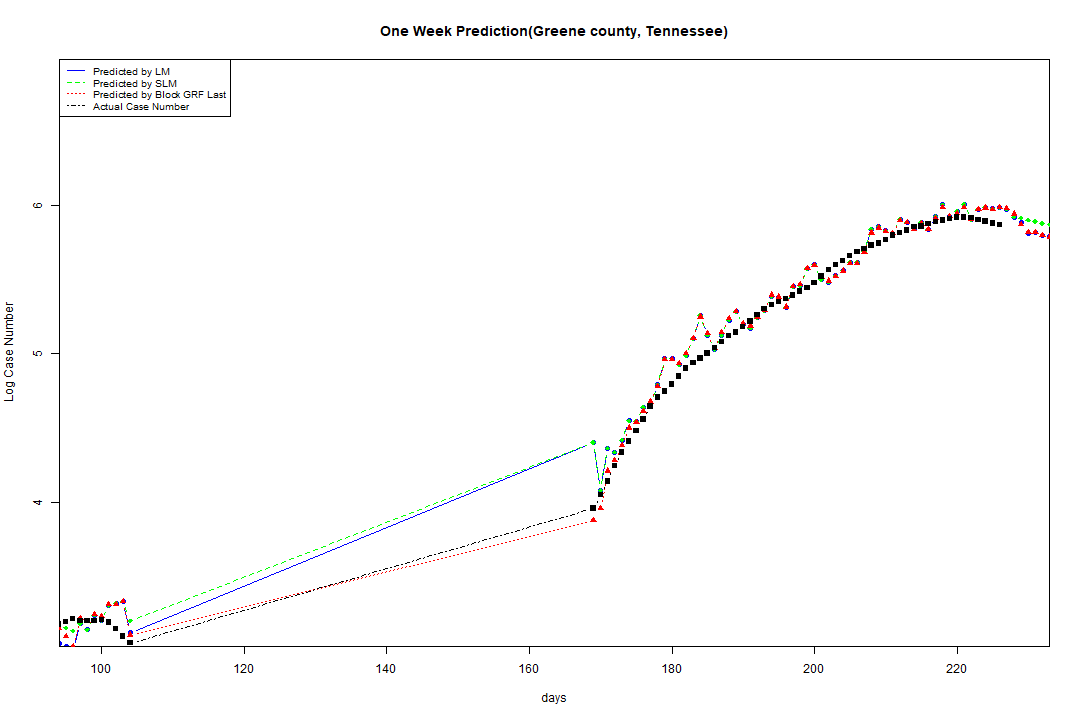 One Week Prediction(Greene county, Tennessee)
Predicted by LM
Predicted by SLM
Predicted by Block GRF Last
Actual Case Number
6
5
4
Log Case Number
100 120 140 160 180 200 220
days